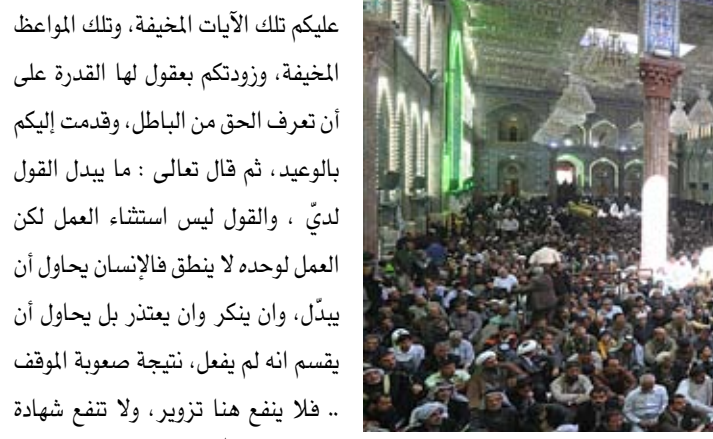 عليكم تلك الآيات المخيفة، وتلك المواعظ
المخيفة، وزودتكم بعقول لها القدرة على
أن تعرف الحق من الباطل، وقدمت إليكم
بالوعيد، ثم قال تعالى : ما يبدل القول
لديّ ، والقول ليس استثناء العمل لكن
العمل لوحده لا ينطق فالإنسان يحاول أن
يبدّل، وان ينكر وان يعتذر بل يحاول أن
يقسم انه لم يفعل، نتيجة صعوبة الموقف
.. فلا ينفع هنا تزوير، ولا تنفع شهادة